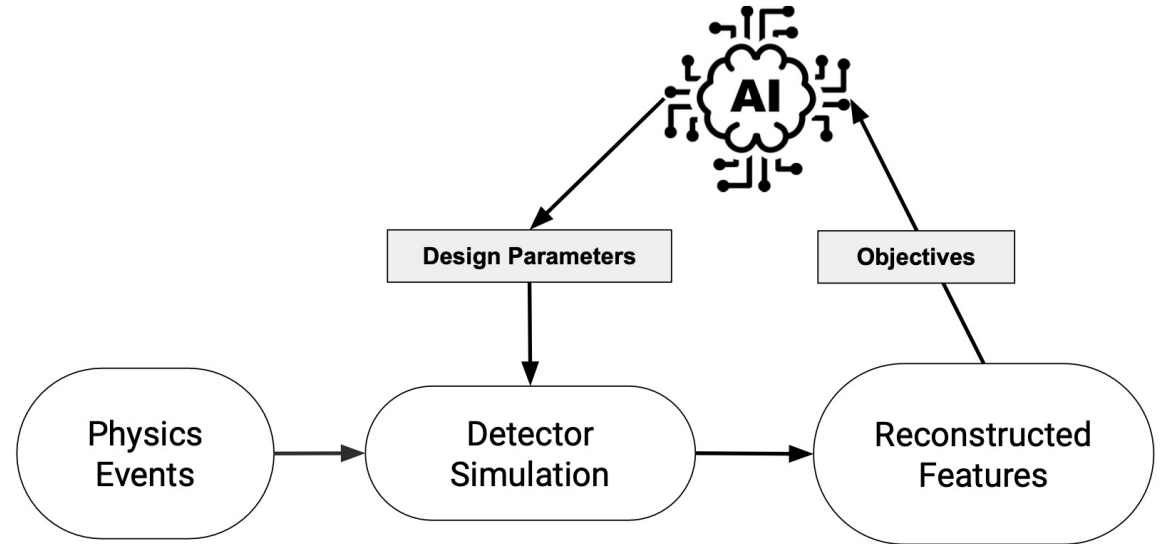 AI
Design Parameters
Objectives
Physics
Events
Detector
Simulation
Reconstructed
Features